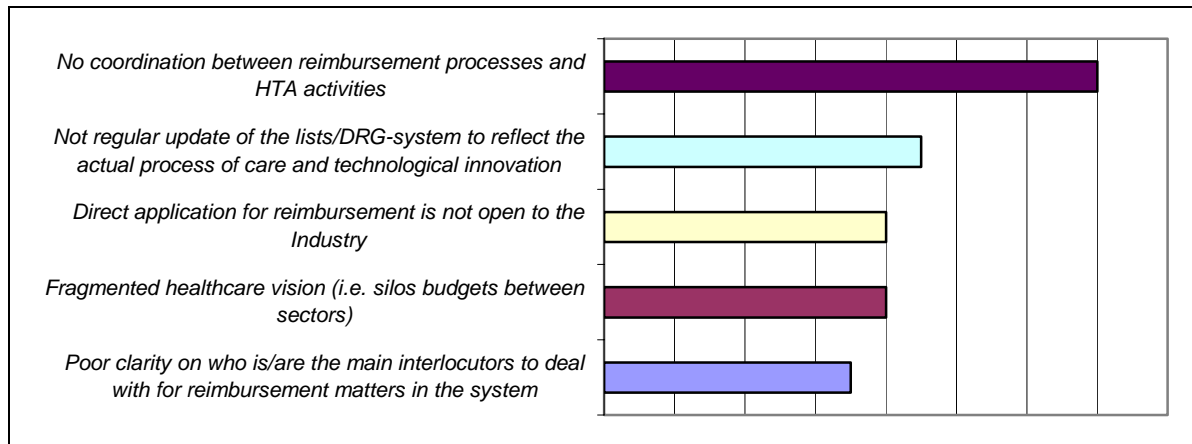 No coordination between reimbursement processes and
HTA activities
Not regular update of the lists/DRG-system to reflect the
actual process of care and technological innovation
Direct application for reimbursement is not open to the
Industry
Fragmented healthcare vision (i.e. silos budgets between
sectors)
Poor clarity on who is/are the main interlocutors to deal
with for reimbursement matters in the system